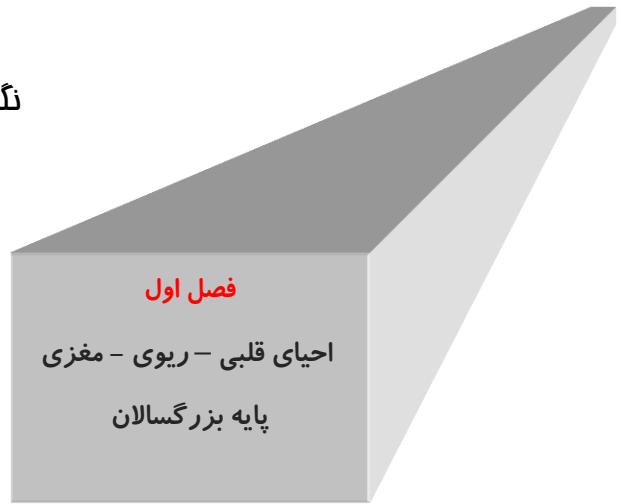 فصل اول
احیای قلبی – ریوی – مغزی
پایه بزرگسالان